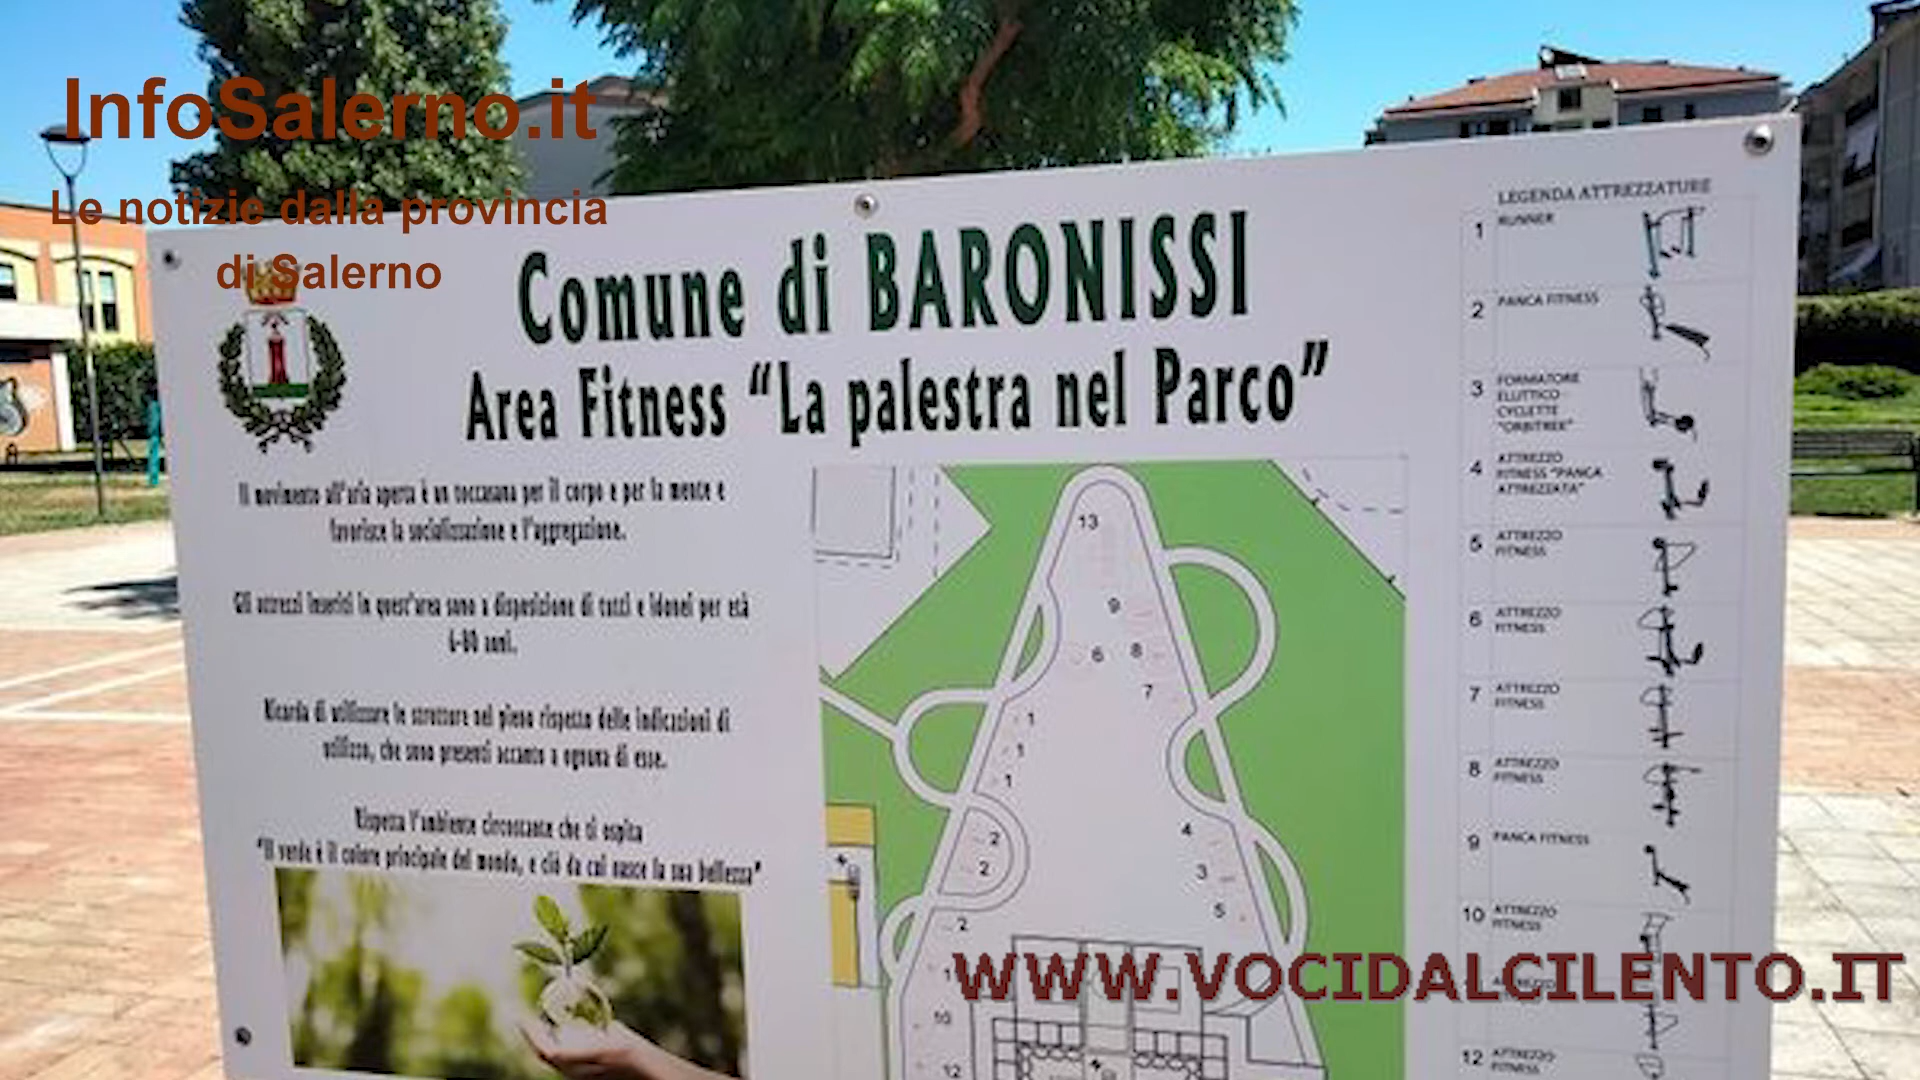 InfoSalerno.it
Le notizie dalla provincia
di Salerno
Comune di BARONISSI
Area Fitness “La palestra nel Parco”
Il movimento all'aria aperta è un toccasana per il corpo e per la mente e
favorisce la socializzazione e l'aggregazione.
Gli attrezzi inseriti in quest'area sono a disposizione di tutti e idonei per età
6-80 anni.
Ricorda di utilizzare le strutture nel pieno rispetto delle indicazioni di
utilizzo, che sono presenti accanto a ognuna di esse.
Rispetta l'ambiente circostante che ti ospita
"Il verde è il colore principale del mondo, e ciò da cui nasce la sua bellezza"
13
9
6 8
7
1
1
1
2
2
2
4
3
5
10
12
LEGENDA ATTREZZATURE
1 RUNNER
2 PANCA FITNESS
3 FORMATORE
ELLITTICO
CYCLETTE
"ORBITREK"
4 ATTREZZO
FITNESS "PANCA
ATTREZZATA"
5 ATTREZZO
FITNESS
6 ATTREZZO
FITNESS
7 ATTREZZO
FITNESS
8 ATTREZZO
FITNESS
9 PANCA FITNESS
10 ATTREZZO
FITNESS
12 ATTREZZO
FITNESS
WWW.VOCIDALCILENTO.IT